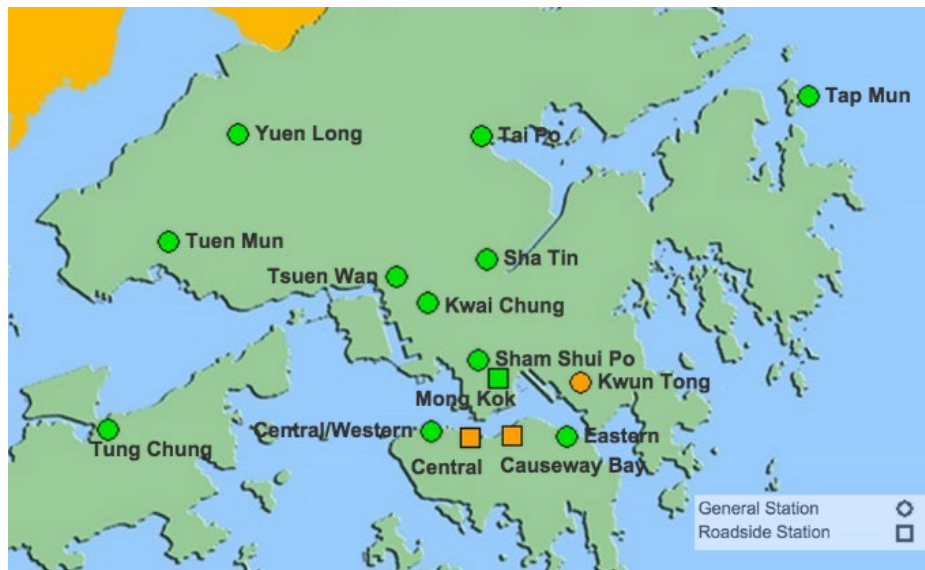 Tap Mun
Yuen Long
Tai Po
Tuen Mun
Sha Tin
Tsuen Wan
Kwai Chung
Sham Shui Po
Kwun Tong
Mong Kok
Central/Western
Eastern
Tung Chung
Central
Causeway Bay
General Station
Roadside Station